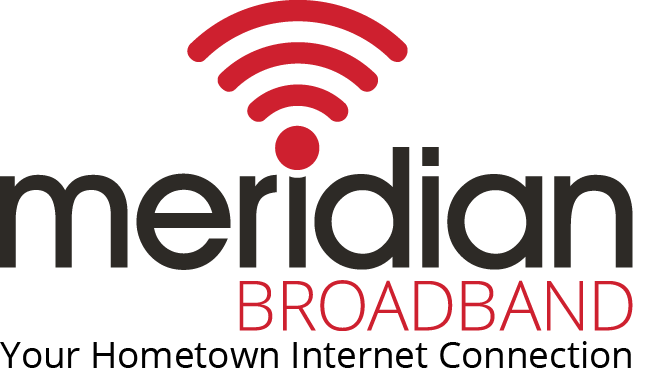 meridian
BROADBAND
Your Hometown Internet Connection